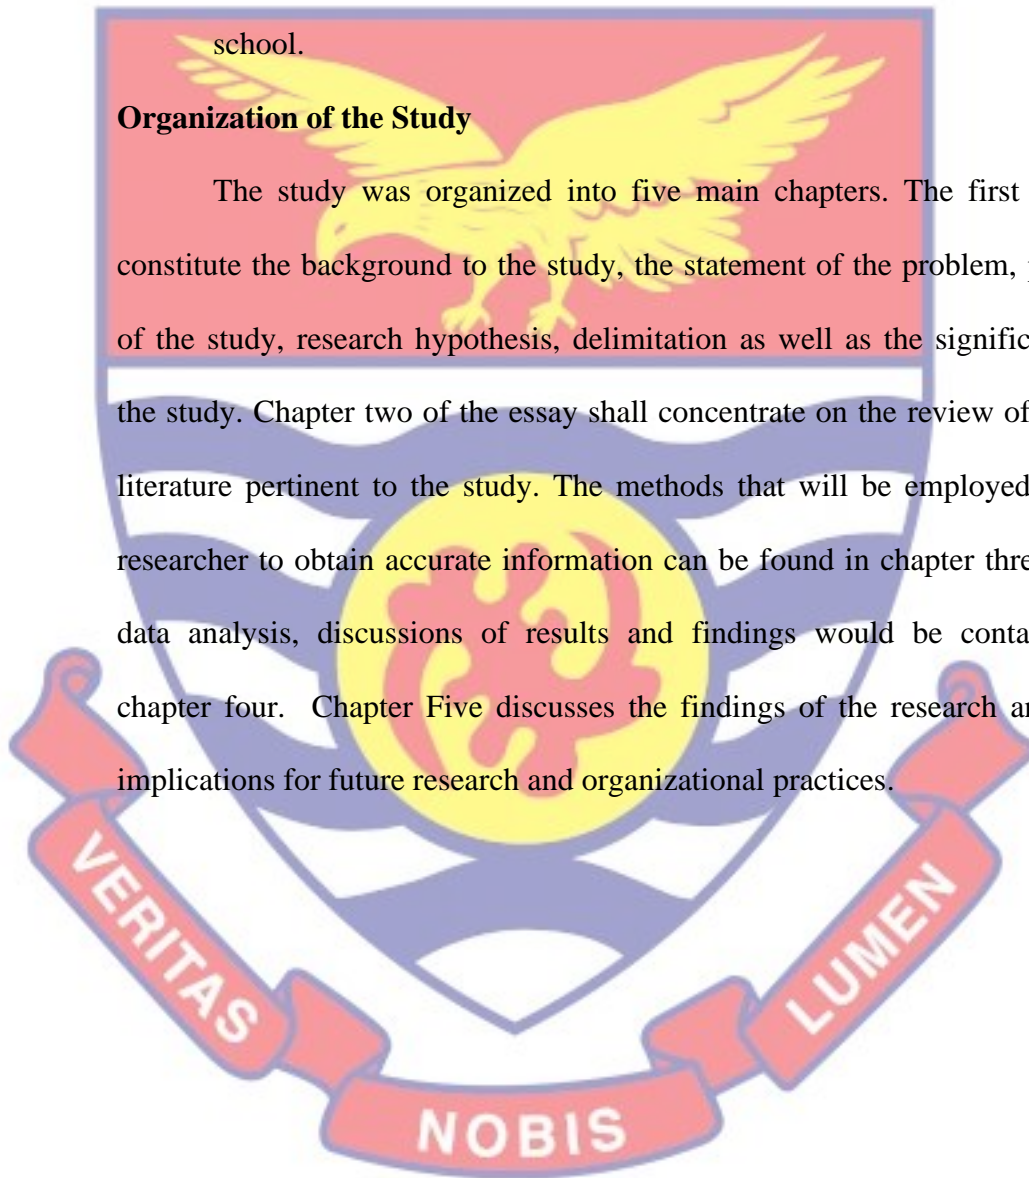 school.
Organization of the Study
The study was organized into five main chapters. The first
constitute the background to the study, the statement of the problem,
of the study, research hypothesis, delimitation as well as the signific
the study. Chapter two of the essay shall concentrate on the review of
literature pertinent to the study. The methods that will be employed
researcher to obtain accurate information can be found in chapter thre
data analysis, discussions of results and findings would be conta
chapter four. Chapter Five discusses the findings of the research a
implications for future research and organizational practices.
VERITAS
NOBIS
LUMEN